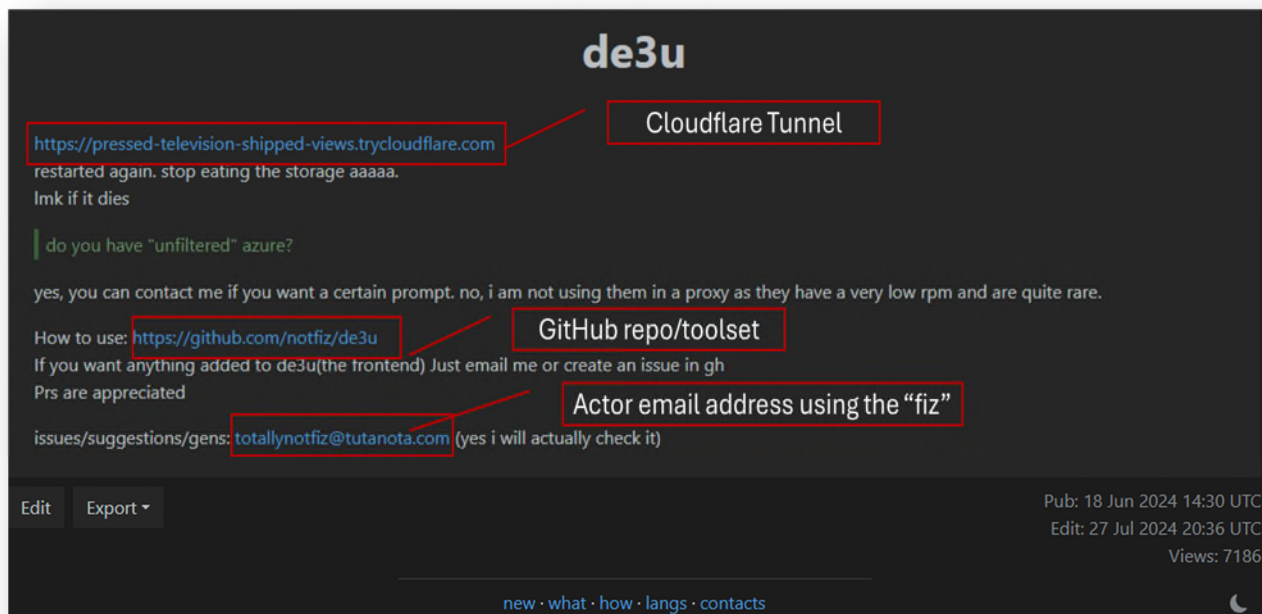 de3u
Cloudflare Tunnel
https://pressed-television-shipped-views.trycloudflare.com
restarted again. stop eating the storage aaaaa.
lmk if it dies
do you have "unfiltered" azure?
yes, you can contact me if you want a certain prompt. no, i am not using them in a proxy as they have a very low rpm and are quite rare.
GitHub repo/toolset
How to use: https://github.com/notfiz/de3u
If you want anything added to de3u(the frontend) Just email me or create an issue in gh
Prs are appreciated
Actor email address using the “fiz”
issues/suggestions/gens: totallynotfiz@tutanota.com (yes i will actually check it)
Edit Export
Pub: 18 Jun 2024 14:30 UTC
Edit: 27 Jul 2024 20:36 UTC
Views: 7186
new · what · how · langs · contacts